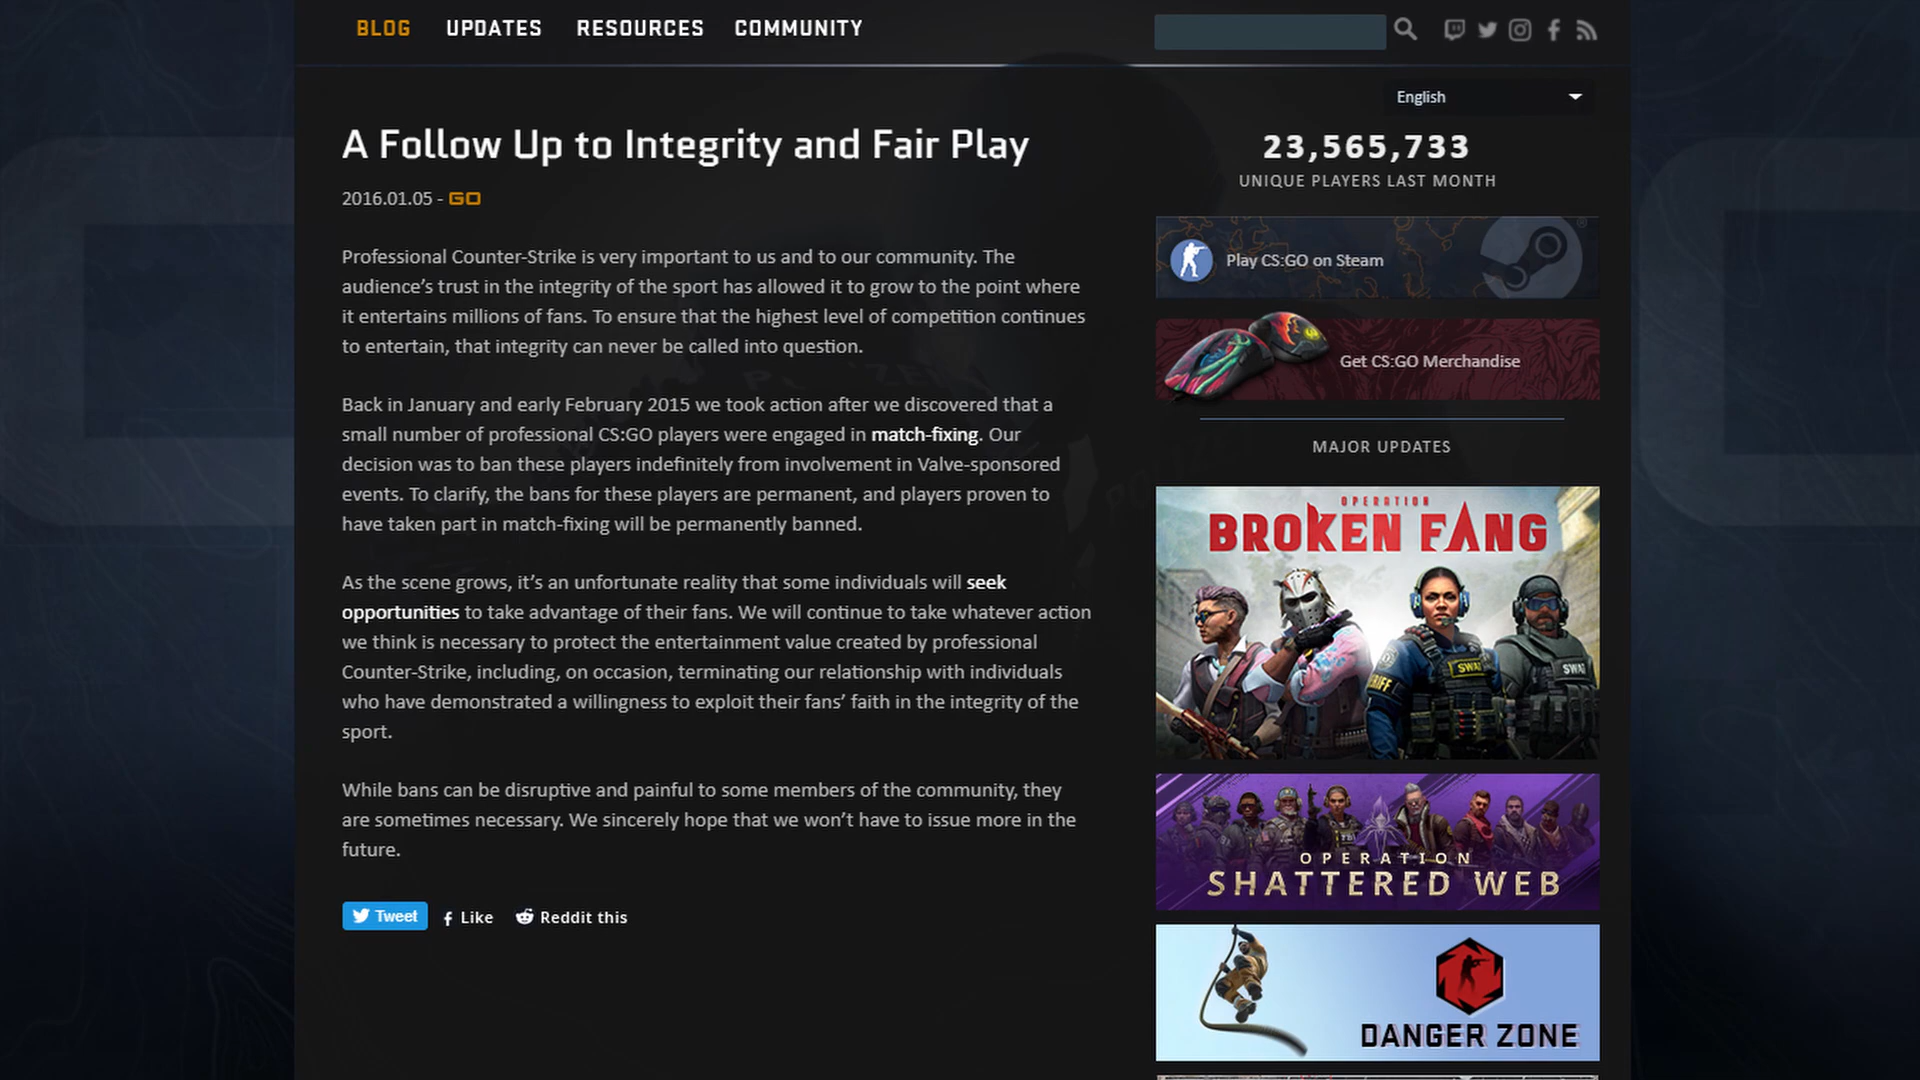 BLOG UPDATES RESOURCES COMMUNITY
English
A Follow Up to Integrity and Fair Play
2016.01.05 - GO
Professional Counter-Strike is very important to us and to our community. The
audience’s trust in the integrity of the sport has allowed it to grow to the point where
it entertains millions of fans. To ensure that the highest level of competition continues
to entertain, that integrity can never be called into question.
Back in January and early February 2015 we took action after we discovered that a
small number of professional CS:GO players were engaged in match-fixing. Our
decision was to ban these players indefinitely from involvement in Valve-sponsored
events. To clarify, the bans for these players are permanent, and players proven to
have taken part in match-fixing will be permanently banned.
As the scene grows, it’s an unfortunate reality that some individuals will seek
opportunities to take advantage of their fans. We will continue to take whatever action
we think is necessary to protect the entertainment value created by professional
Counter-Strike, including, on occasion, terminating our relationship with individuals
who have demonstrated a willingness to exploit their fans’ faith in the integrity of the
sport.
While bans can be disruptive and painful to some members of the community, they
are sometimes necessary. We sincerely hope that we won’t have to issue more in the
future.
Tweet Like Reddit this
23,565,733
UNIQUE PLAYERS LAST MONTH
Play CS:GO on Steam
Get CS:GO Merchandise
MAJOR UPDATES
OPERATION
BROKEN FANG
SWAT
SWAT
OPERATION
SHATTERED WEB
DANGER ZONE